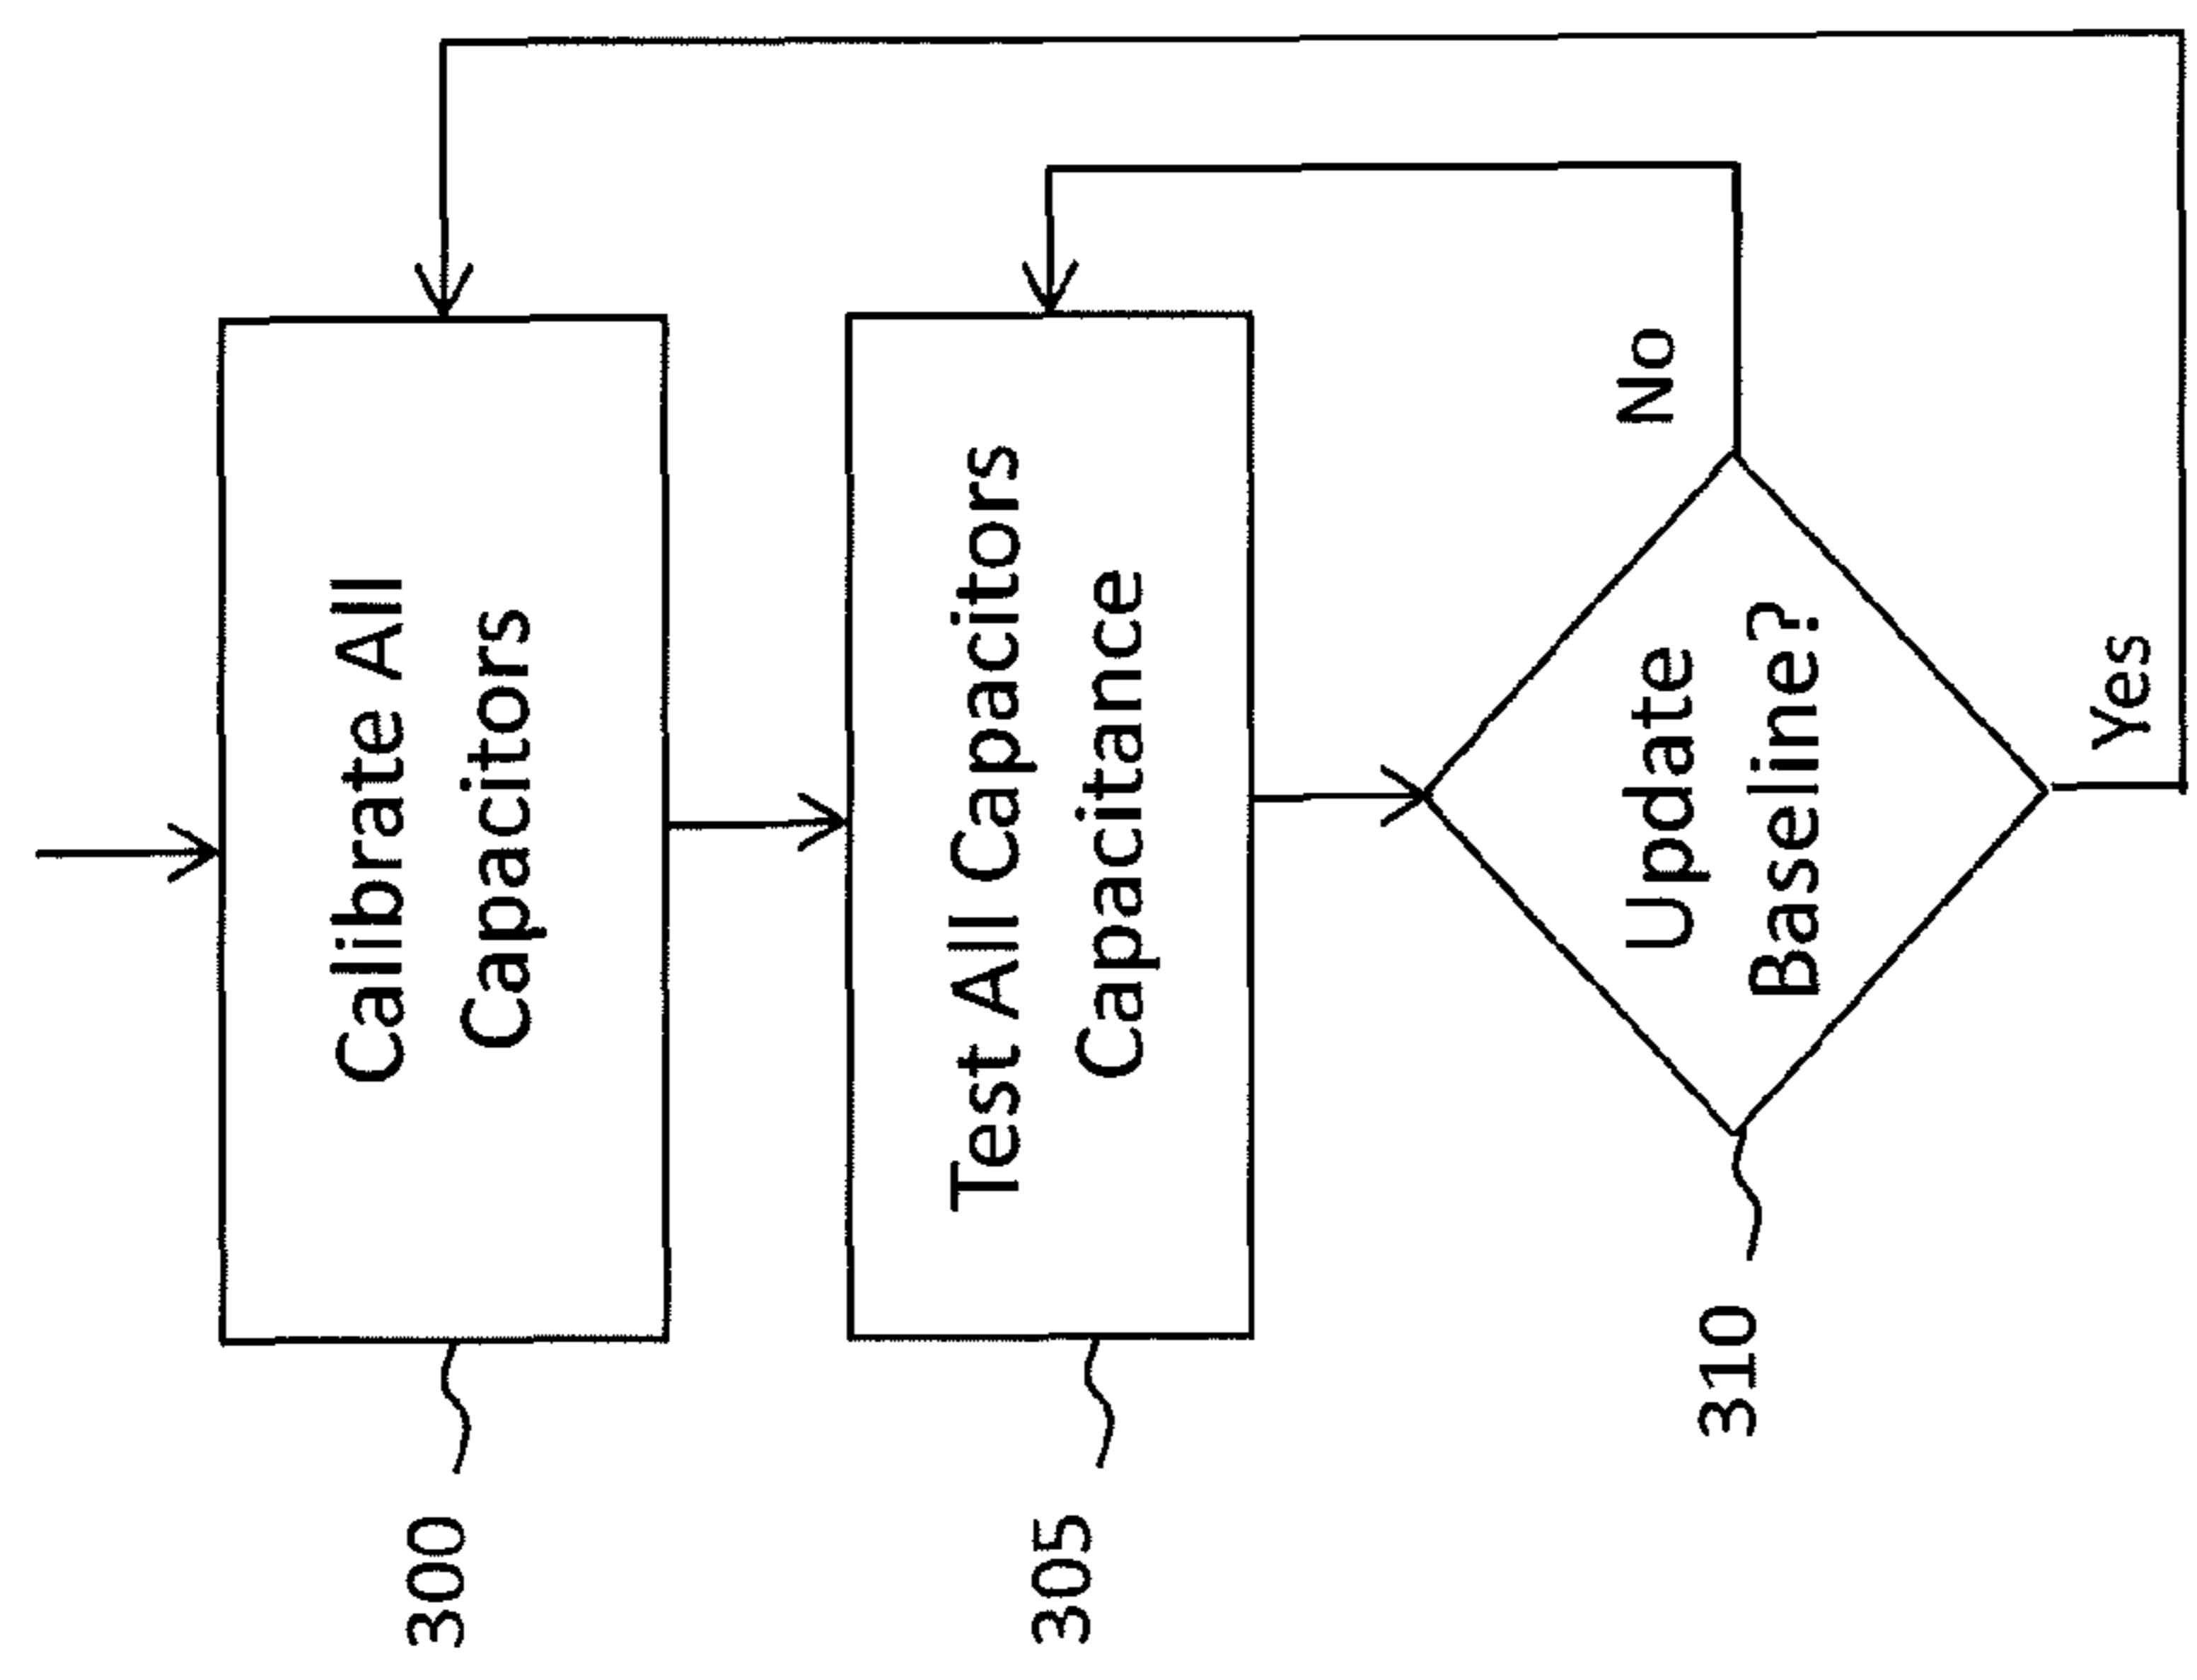 300
Calibrate All
Capacitors
305
Test All Capacitors
Capacitance
310
Update
Baseline?
No
Yes